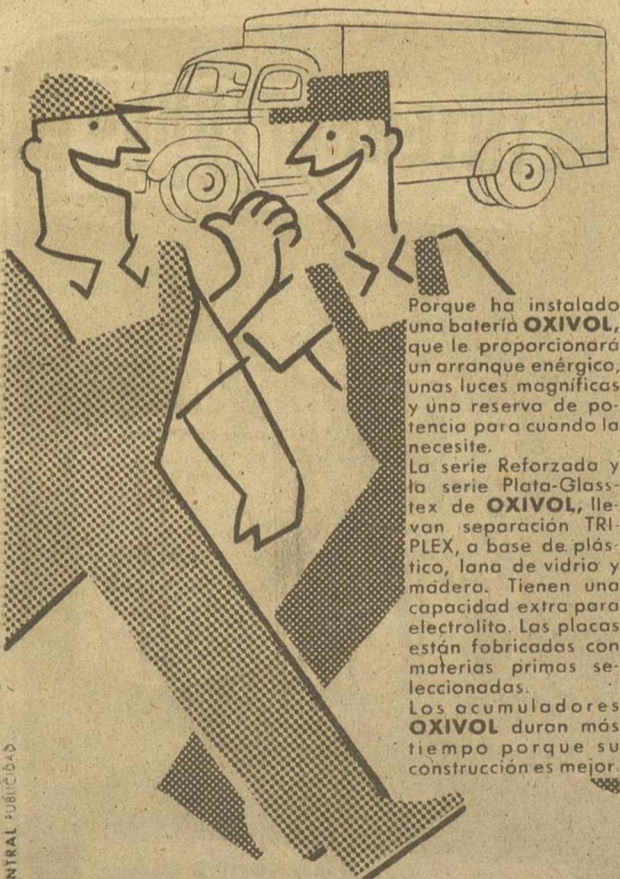 Porque ha instalado
una batería OXIVOL,
que le proporcionará
un arranque enérgico,
unas luces magníficas
y una reserva de po-
tencia para cuando la
necesite.
La serie Reforzada y
la serie Plata-Glass-
tex de OXIVOL, lle-
van separación TRI-
PLEX, a base de plás-
tico, lana de vidrio y
madera. Tienen una
capacidad extra para
electrolito. Las placas
están fabricadas con
materias primas se-
leccionadas.
Los acumuladores
OXIVOL duran más
tiempo porque su
construcción es mejor.
NTRAL PUBLICIDAD